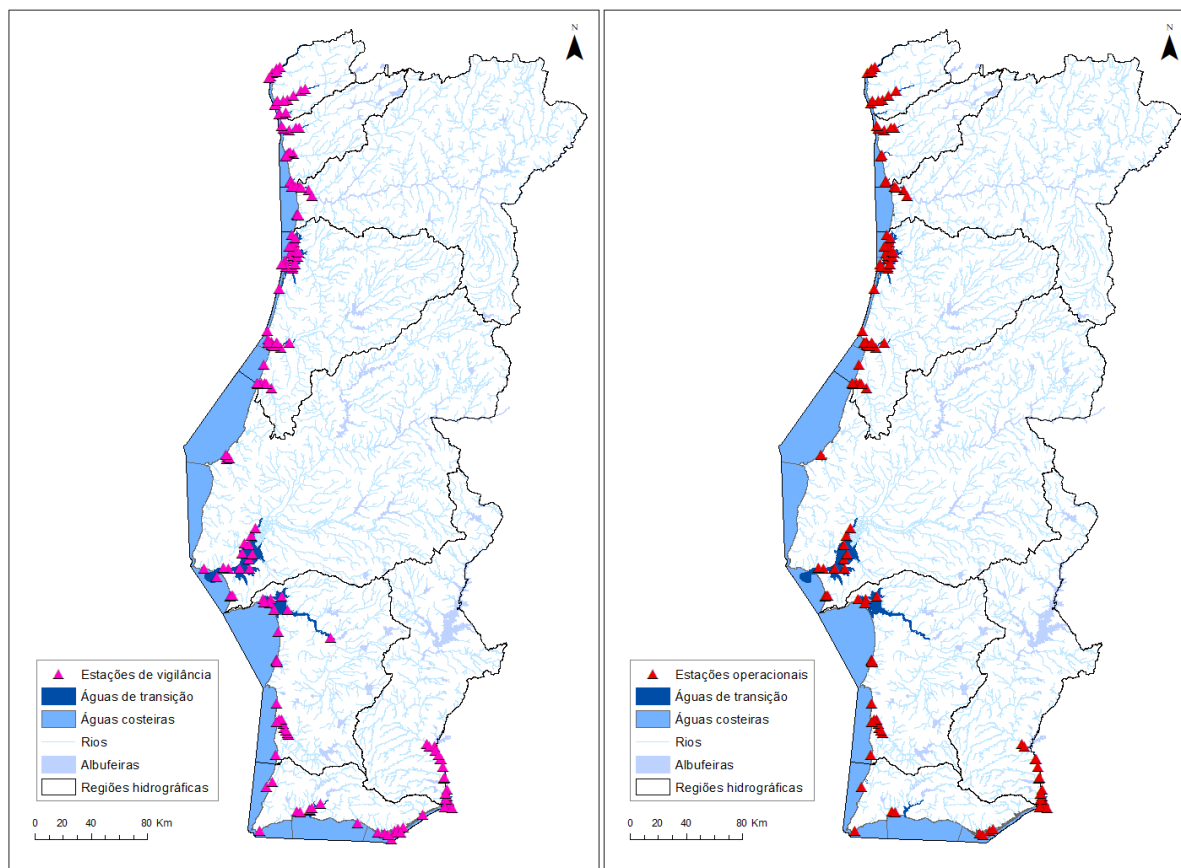 N
Estações de vigilância
Águas de transição
Águas costeiras
Rios
Albufeiras
Regiões hidrográficas
0 20 40 80 Km
N
Estações operacionais
Águas de transição
Águas costeiras
Rios
Albufeiras
Regiões hidrográficas
0 20 40 80 Km